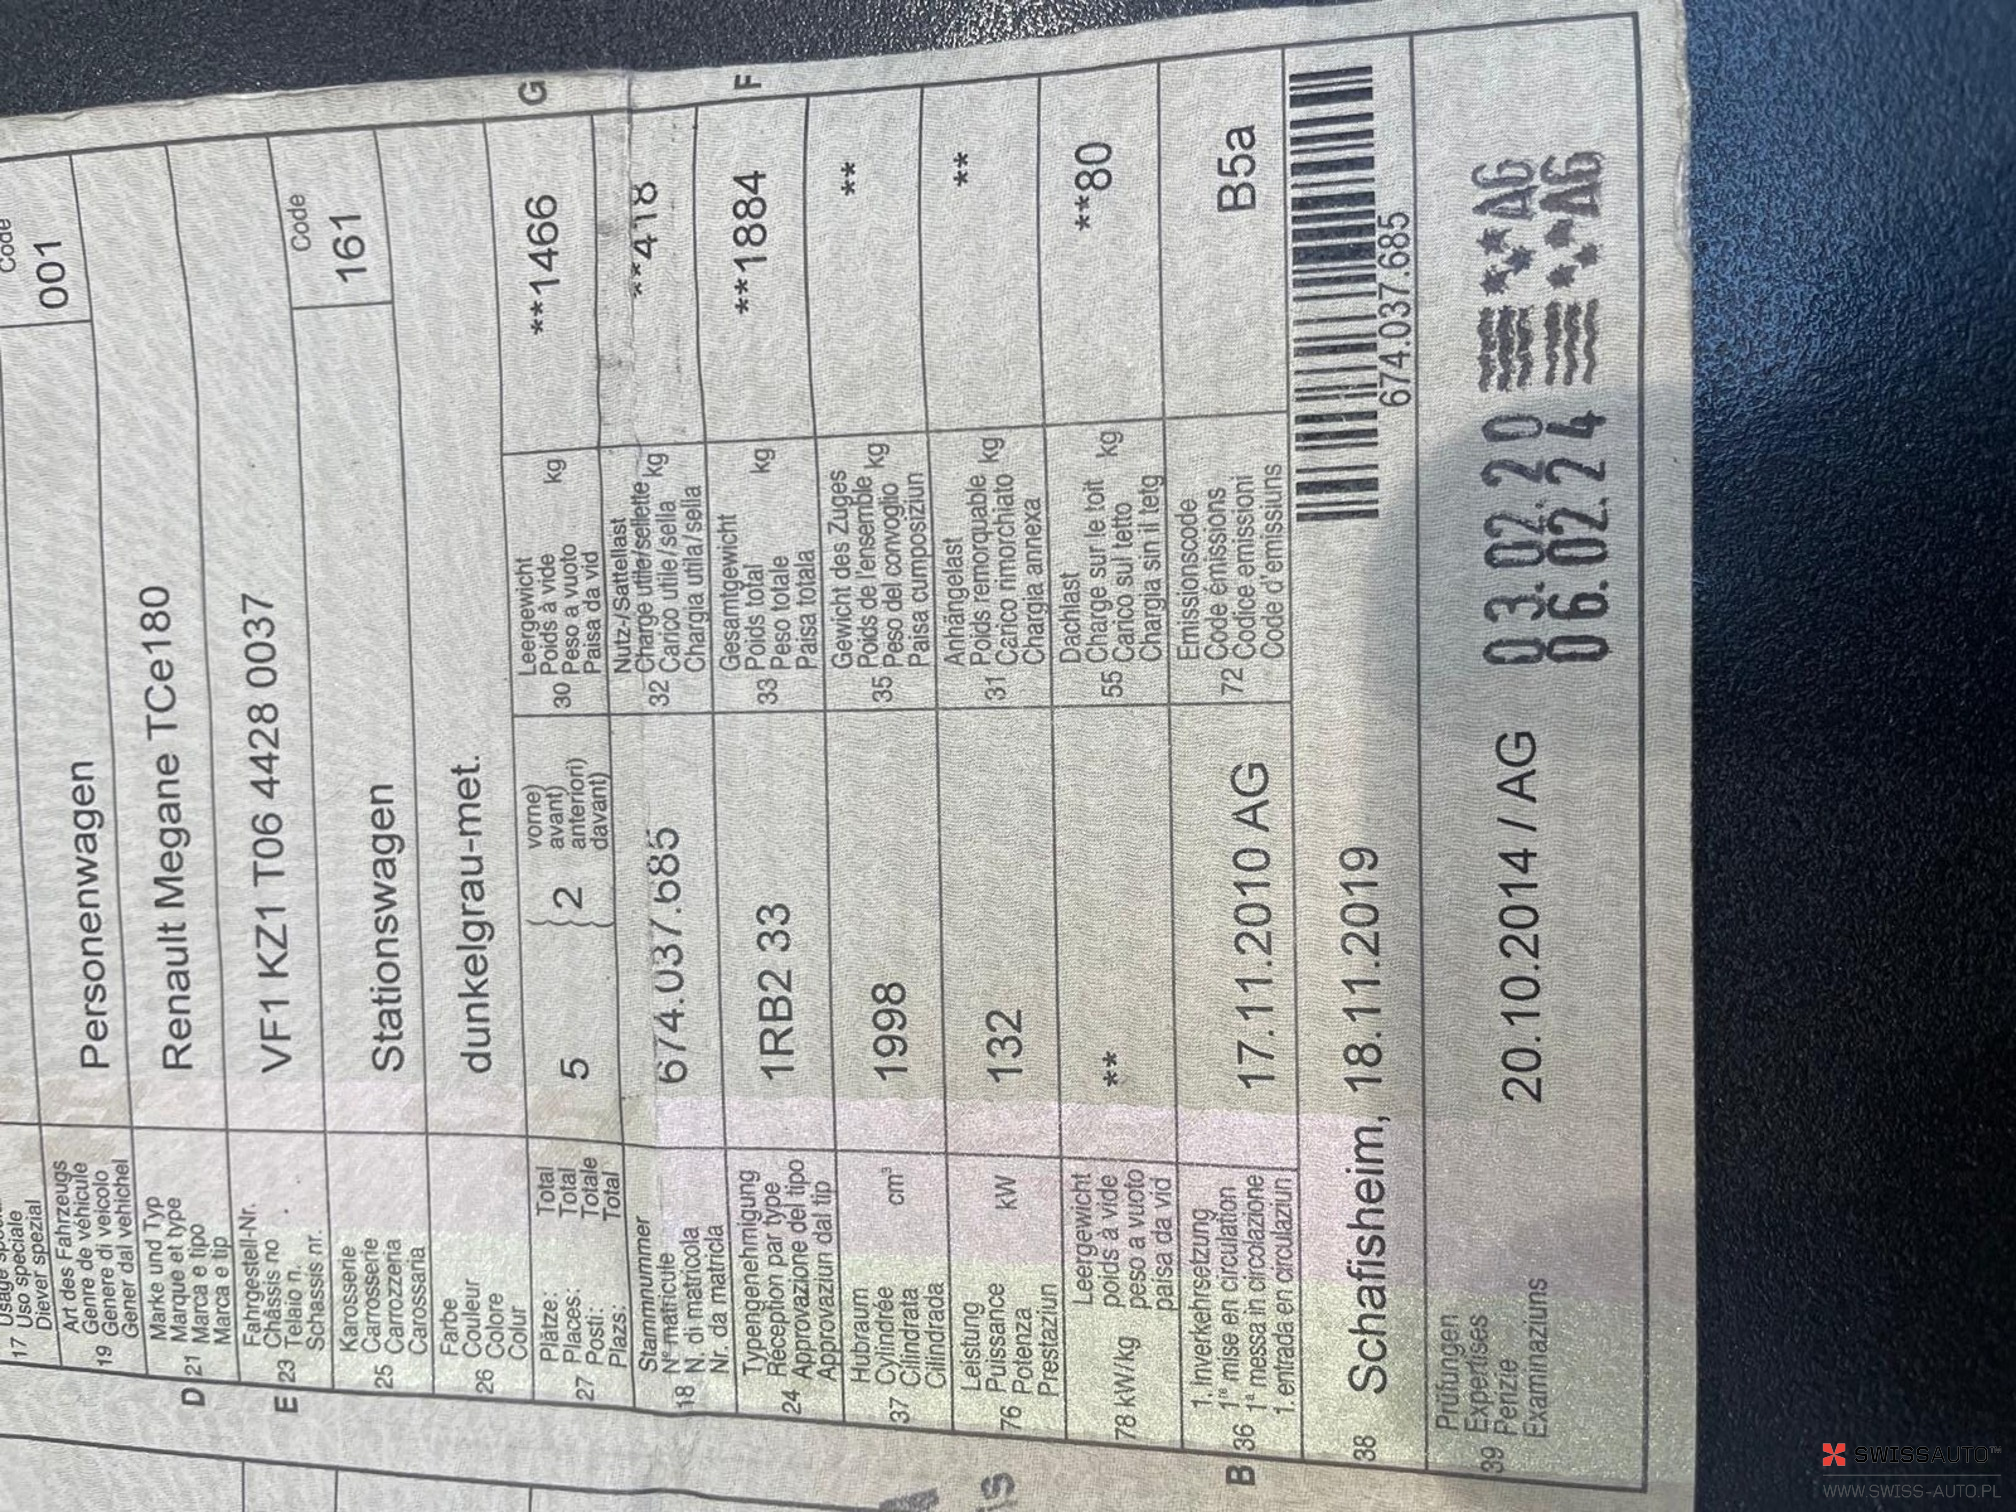 17 Uso speciale
Diever spezial
Code
Art des Fahrzeugs
Genre de véhicule
19 Genere di veicolo
Gener dal vehichel
Personenwagen
001
Marke und Typ
Marque et type
D 21 Marca e tipo
Marca e tip
Renault Megane TCe180
Fahrgestell-Nr.
Châssis no
E 23 Telaio n.
Schassis nr.
VF1 KZ1 T06 4428 0037
Karosserie
Carrosserie
25 Carrozzeria
Carossaria
Stationswagen
Code
161
Farbe
Couleur
26 Colore
Colur
dunkelgrau-met.
Plätze: Total
Places: Total
27 Posti: Totale
Plazs: Total
5 { 2 vorne)
avant)
anteriori)
davant)
Leergewicht
Poids à vide
30 Peso a vuoto kg
Paisa da vid
**1466
G
Stammnummer
N° matricule
18 N. di matricola
Nr. da matricla
674.037.685
Nutz-/Sattellast
Charge utile/sellette
32 Carico utile/sella kg
Chargia utila/sella
**418
Typengenehmigung
Réception par type
24 Approvazione del tipo
Approvaziun dal tip
1RB2 33
Gesamtgewicht
Poids total
33 Peso totale kg
Paisa totala
**1884
F
Hubraum
Cylindrée cm³
37 Cilindrata
Cilindrada
1998
Gewicht des Zuges
Poids de l'ensemble
35 Peso del convoglio kg
Paisa cumposiziun
**
Leistung
Puissance kW
76 Potenza
Prestaziun
132
Anhängelast
Poids remorquable
31 Carico rimorchiato kg
Chargia annexa
**
Leergewicht
poids à vide
78 kW/kg peso a vuoto
paisa da vid
**
Dachlast
Charge sur le toit
55 Carico sul tetto kg
Chargia sin il tetg
**80
1. Inverkehrsetzung
1re mise en circulation
B 36 1a messa in circolazione
1. entrada en circulaziun
17.11.2010 AG
Emissionscode
Code émissions
72 Codice emissioni
Code d'emissiuns
B5a
38 Schafisheim, 18.11.2019
674.037.685
Prüfungen
Expertises
39 Perizie
Examinaziuns
20.10.2014 / AG
03.02.20 ** AG
06.02.24 ** AG
SWISSAUTO™
WWW.SWISS-AUTO.PL